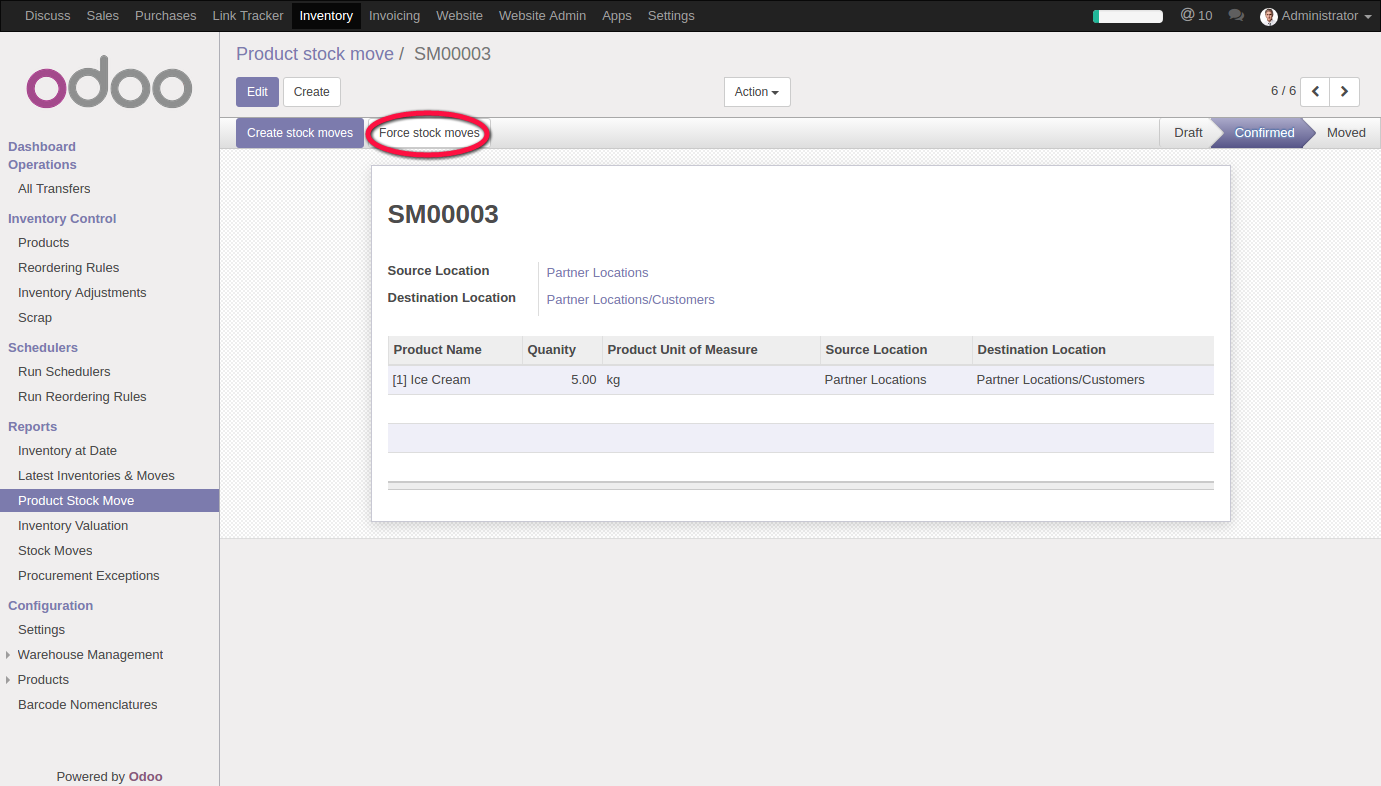 Discuss Sales Purchases Link Tracker Inventory Invoicing Website Website Admin Apps Settings @ 10 Administrator
odoo
Product stock move / SM00003
Edit Create Action 6 / 6
Create stock moves Force stock moves Draft Confirmed Moved
Dashboard
Operations
All Transfers
Inventory Control
Products
Reordering Rules
Inventory Adjustments
Scrap
Schedulers
Run Schedulers
Run Reordering Rules
Reports
Inventory at Date
Latest Inventories & Moves
Product Stock Move
Inventory Valuation
Stock Moves
Procurement Exceptions
Configuration
Settings
Warehouse Management
Products
Barcode Nomenclatures
Powered by Odoo
SM00003
Source Location Partner Locations
Destination Location Partner Locations/Customers
Product Name Quanity Product Unit of Measure Source Location Destination Location
[1] Ice Cream 5.00 kg Partner Locations Partner Locations/Customers